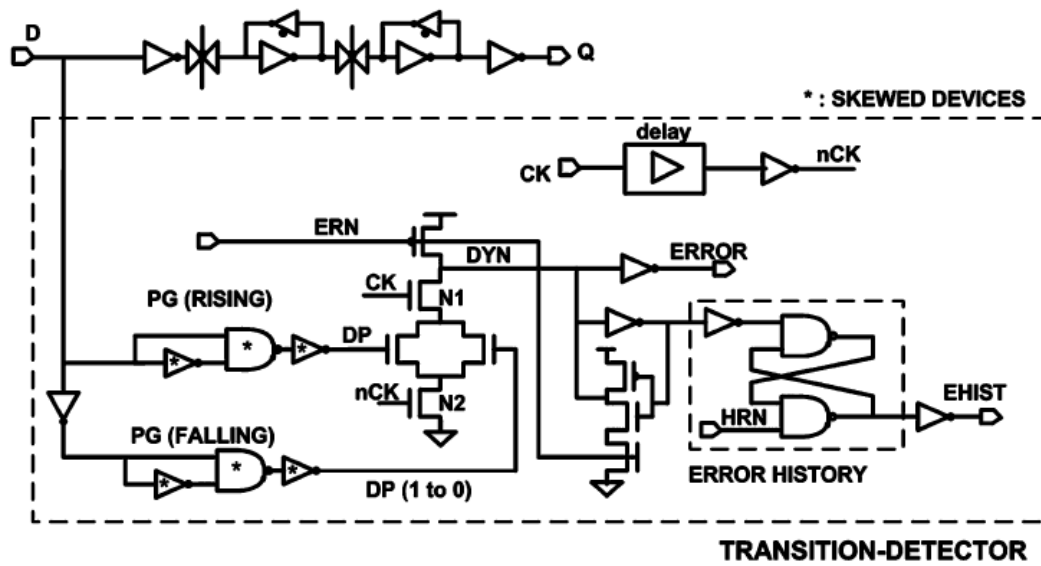 D
Q
* : SKEWED DEVICES
delay
CK
nCK
ERN
DYN
ERROR
CK
N1
PG (RISING)
*
*
*
DP
nCK
N2
EHIST
HRN
PG (FALLING)
*
*
*
DP (1 to 0)
ERROR HISTORY
TRANSITION-DETECTOR